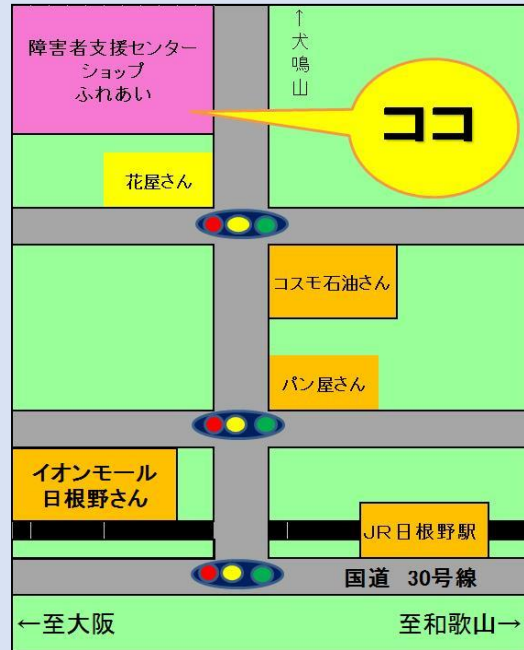 障害者支援センター
ショップ
ふれあい
↑犬鳴山
ココ
花屋さん
コスモ石油さん
パン屋さん
イオンモール
日根野さん
JR日根野駅
国道 30号線
←至大阪
至和歌山→